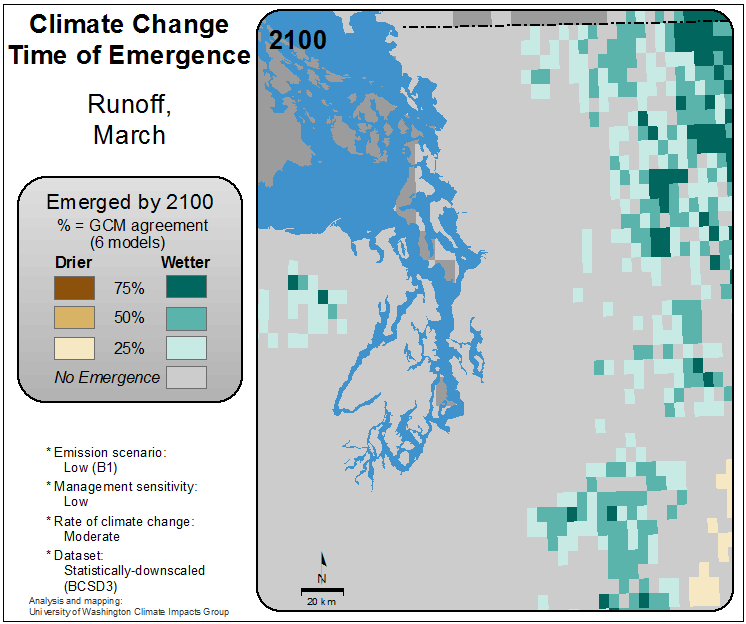 Climate Change
Time of Emergence
Runoff,
March
Emerged by 2100
% = GCM agreement
(6 models)
Drier Wetter
75%
50%
25%
No Emergence
* Emission scenario:
Low (B1)
* Management sensitivity:
Low
* Rate of climate change:
Moderate
* Dataset:
Statistically-downscaled
(BCSD3)
Analysis and mapping:
University of Washington Climate Impacts Group
2100
N
20 km